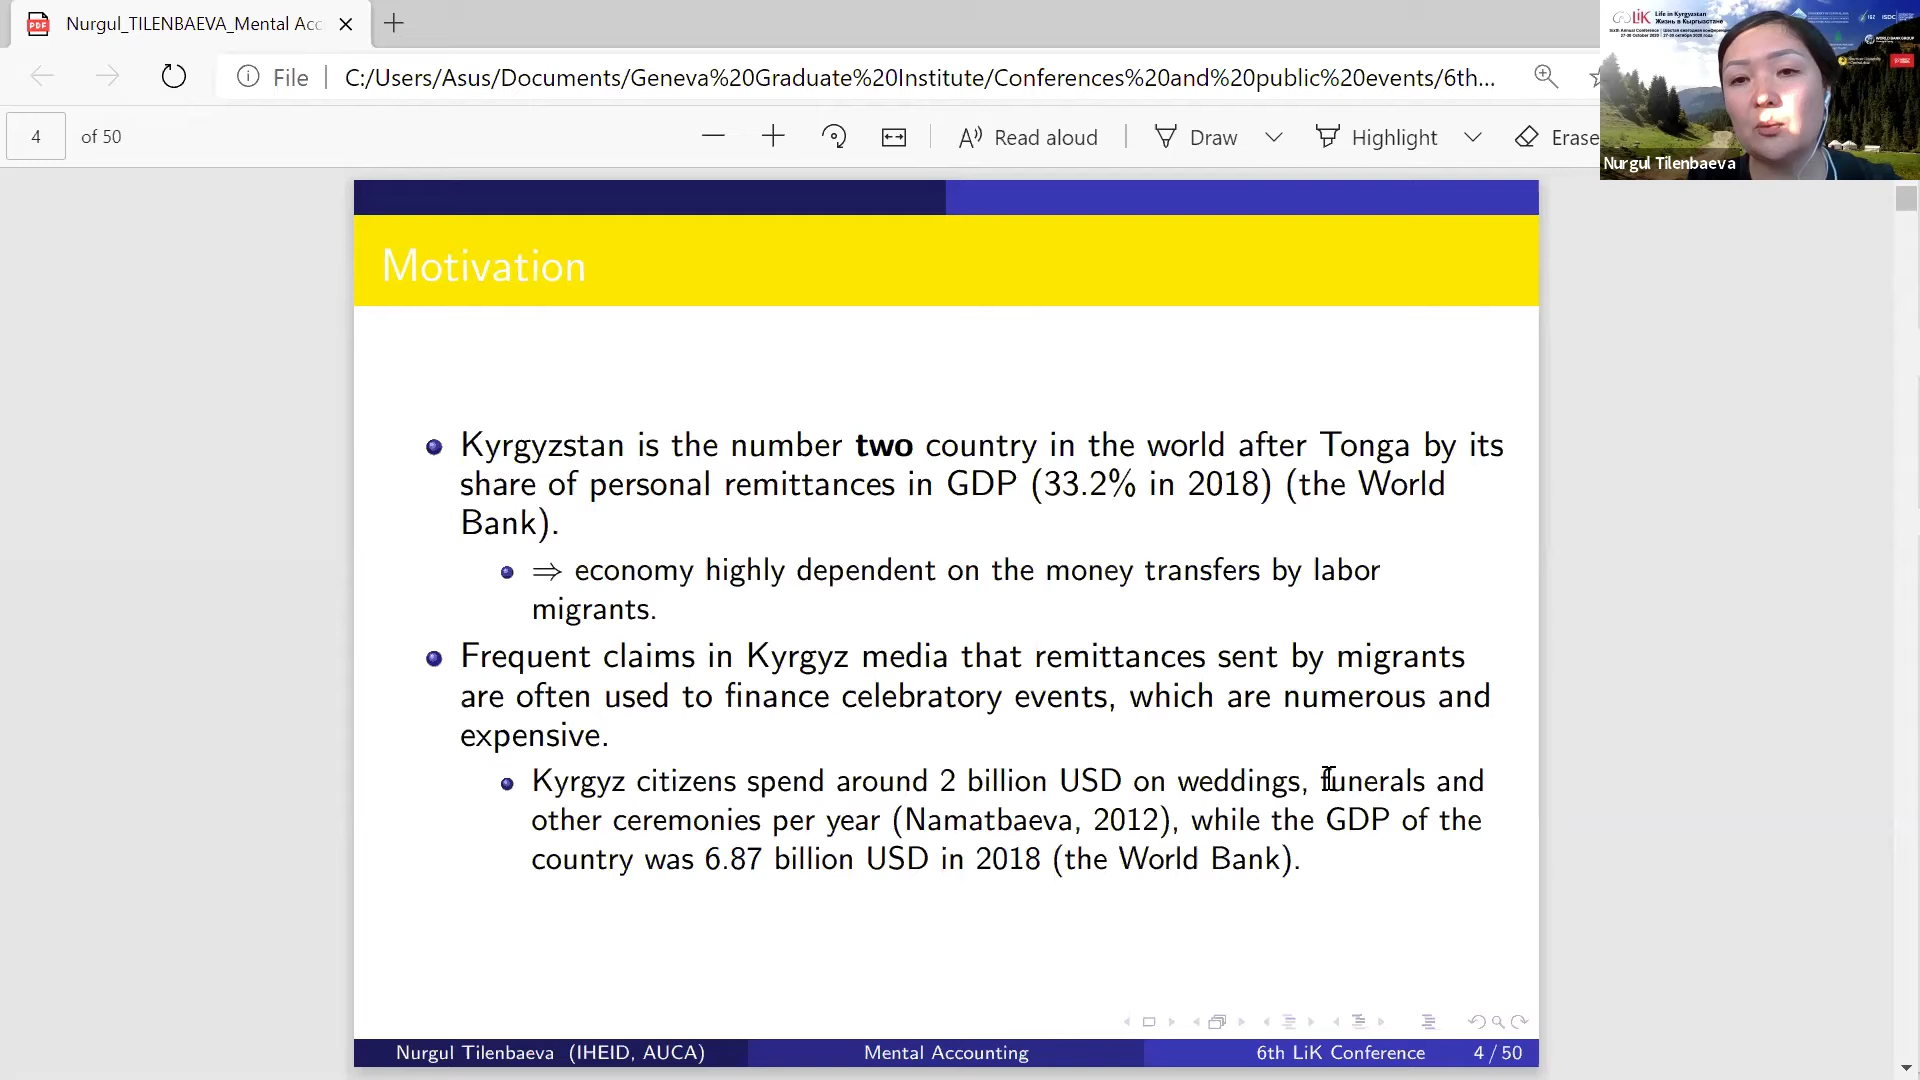 Nurgul_TILENBAEVA_Mental Acc
File
C:/Users/Asus/Documents/Geneva%20Graduate%20Institute/Conferences%20and%20public%20events/6th...
4 of 50
Read aloud
Draw
Highlight
Erase
LiK Life in Kyrgyzstan
Жизнь в Кыргызстане
Nurgul Tilenbaeva
Motivation
Kyrgyzstan is the number two country in the world after Tonga by its
share of personal remittances in GDP (33.2% in 2018) (the World
Bank).
⇒ economy highly dependent on the money transfers by labor
migrants.
Frequent claims in Kyrgyz media that remittances sent by migrants
are often used to finance celebratory events, which are numerous and
expensive.
Kyrgyz citizens spend around 2 billion USD on weddings, funerals and
other ceremonies per year (Namatbaeva, 2012), while the GDP of the
country was 6.87 billion USD in 2018 (the World Bank).
Nurgul Tilenbaeva (IHEID, AUCA)
Mental Accounting
6th LiK Conference
4 / 50